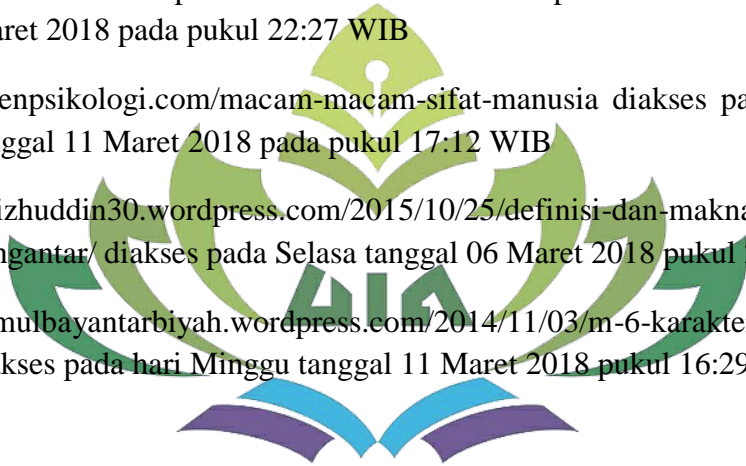 aret 2018 pada pukul 22:27 WIB
enpsikologi.com/macam-macam-sifat-manusia diakses pa
ggal 11 Maret 2018 pada pukul 17:12 WIB
izhuddin30.wordpress.com/2015/10/25/definisi-dan-makna
ngantar/ diakses pada Selasa tanggal 06 Maret 2018 pukul
UIN
mulbayantarbiyah.wordpress.com/2014/11/03/m-6-karakte
kses pada hari Minggu tanggal 11 Maret 2018 pukul 16:29